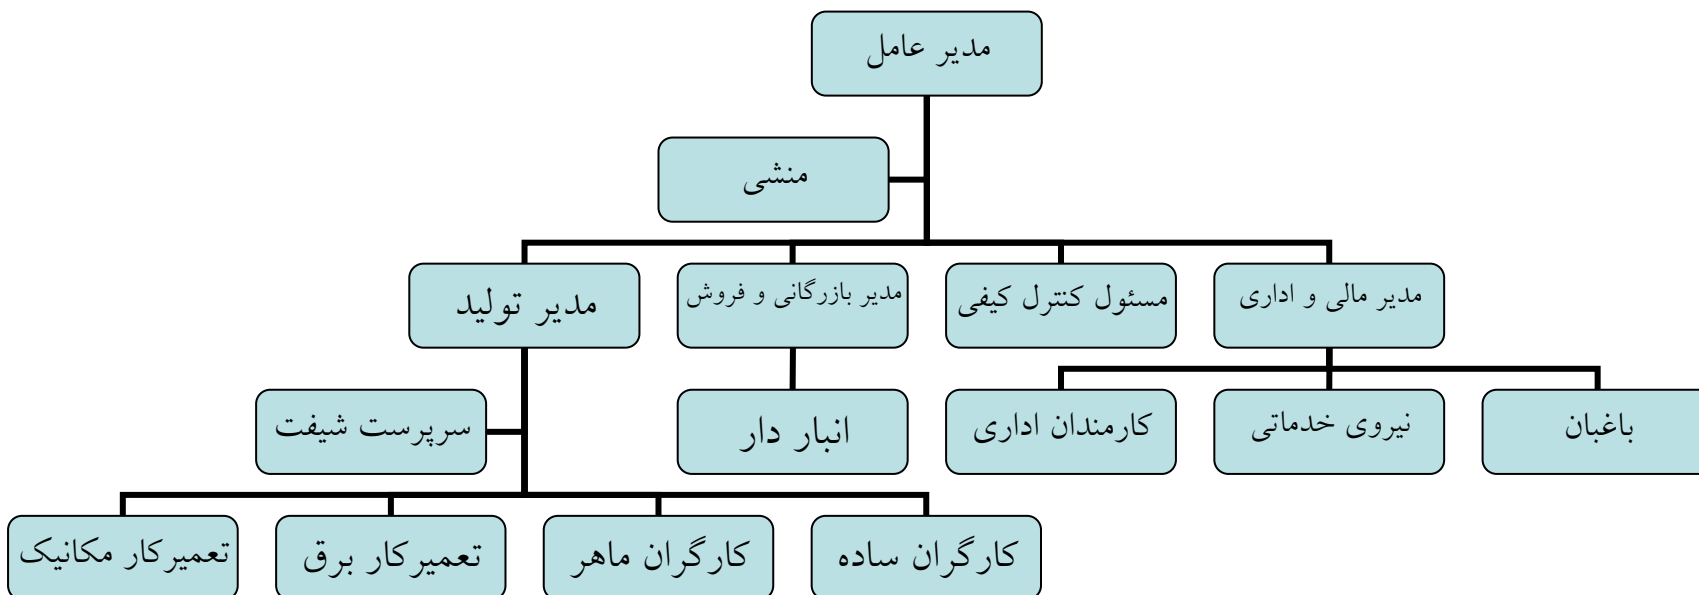 مدیر عامل
منشی
مدیر مالی و اداری
مسئول کنترل کیفی
مدیر بازرگانی و فروش
مدیر تولید
باغبان
نیروی خدماتی
کارمندان اداری
انبار دار
سرپرست شیفت
کارگران ساده
کارگران ماهر
تعمیرکار برق
تعمیرکار مکانیک